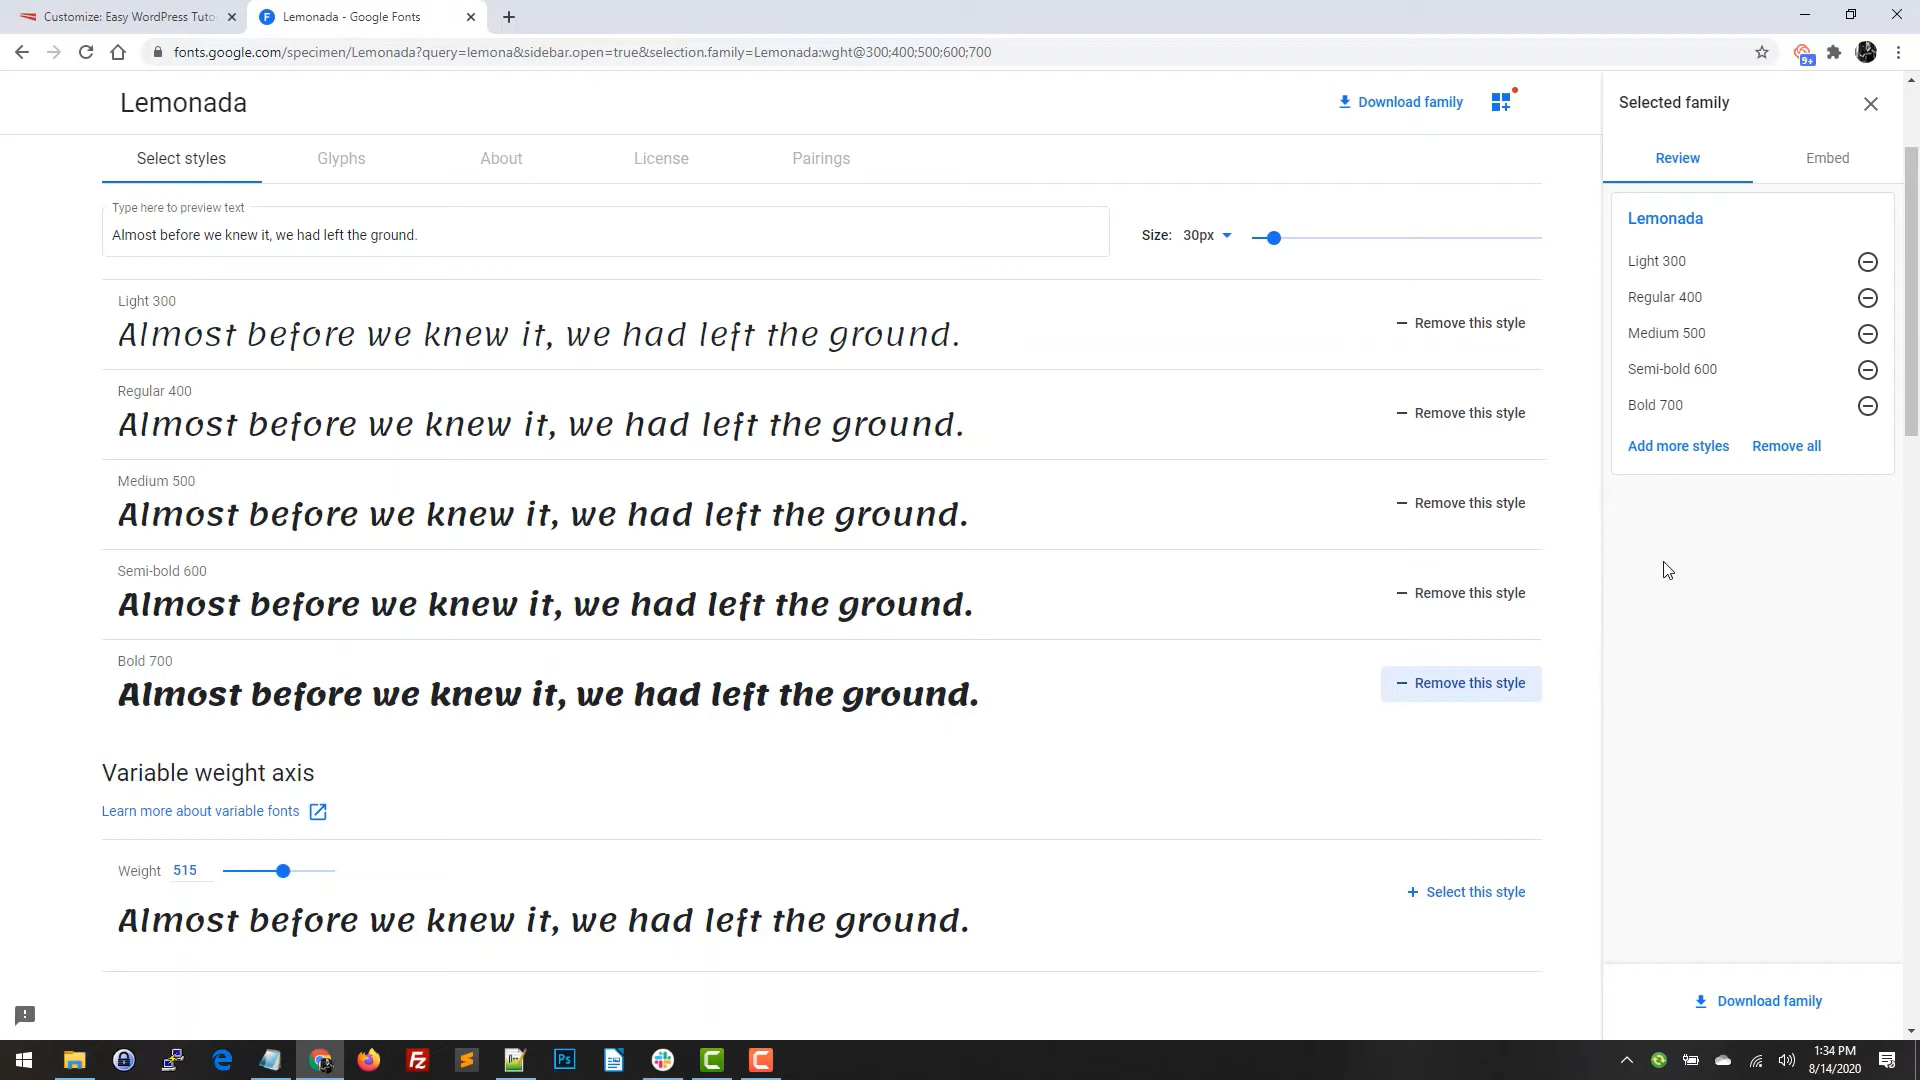 Customize: Easy WordPress Tuto
Lemonada - Google Fonts
fonts.google.com/specimen/Lemonada?query=lemona&sidebar.open=true&selection.family=Lemonada:wght@300;400;500;600;700
9+
Lemonada
Download family
Select styles
Glyphs
About
License
Pairings
Type here to preview text
Almost before we knew it, we had left the ground.
Size: 30px
Light 300
Almost before we knew it, we had left the ground.
Remove this style
Regular 400
Almost before we knew it, we had left the ground.
Remove this style
Medium 500
Almost before we knew it, we had left the ground.
Remove this style
Semi-bold 600
Almost before we knew it, we had left the ground.
Remove this style
Bold 700
Almost before we knew it, we had left the ground.
Remove this style
Variable weight axis
Learn more about variable fonts
Weight 515
Almost before we knew it, we had left the ground.
Select this style
Selected family
Review
Embed
Lemonada
Light 300
Regular 400
Medium 500
Semi-bold 600
Bold 700
Add more styles
Remove all
Download family
Fz
Ps
1:34 PM
8/14/2020